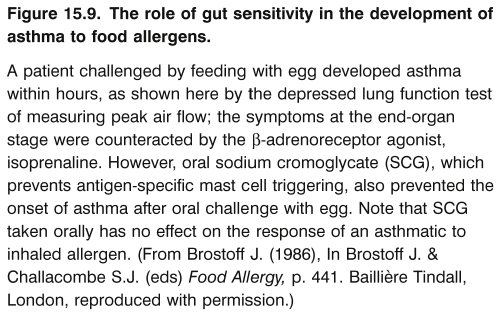 Figure 15.9. The role of gut sensitivity in the development of
asthma to food allergens.
A patient challenged by feeding with egg developed asthma
within hours, as shown here by the depressed lung function test
of measuring peak air flow; the symptoms at the end-organ
stage were counteracted by the β-adrenoreceptor agonist,
isoprenaline. However, oral sodium cromoglycate (SCG), which
prevents antigen-specific mast cell triggering, also prevented the
onset of asthma after oral challenge with egg. Note that SCG
taken orally has no effect on the response of an asthmatic to
inhaled allergen. (From Brostoff J. (1986), In Brostoff J. &
Challacombe S.J. (eds) Food Allergy, p. 441. Baillière Tindall,
London, reproduced with permission.)